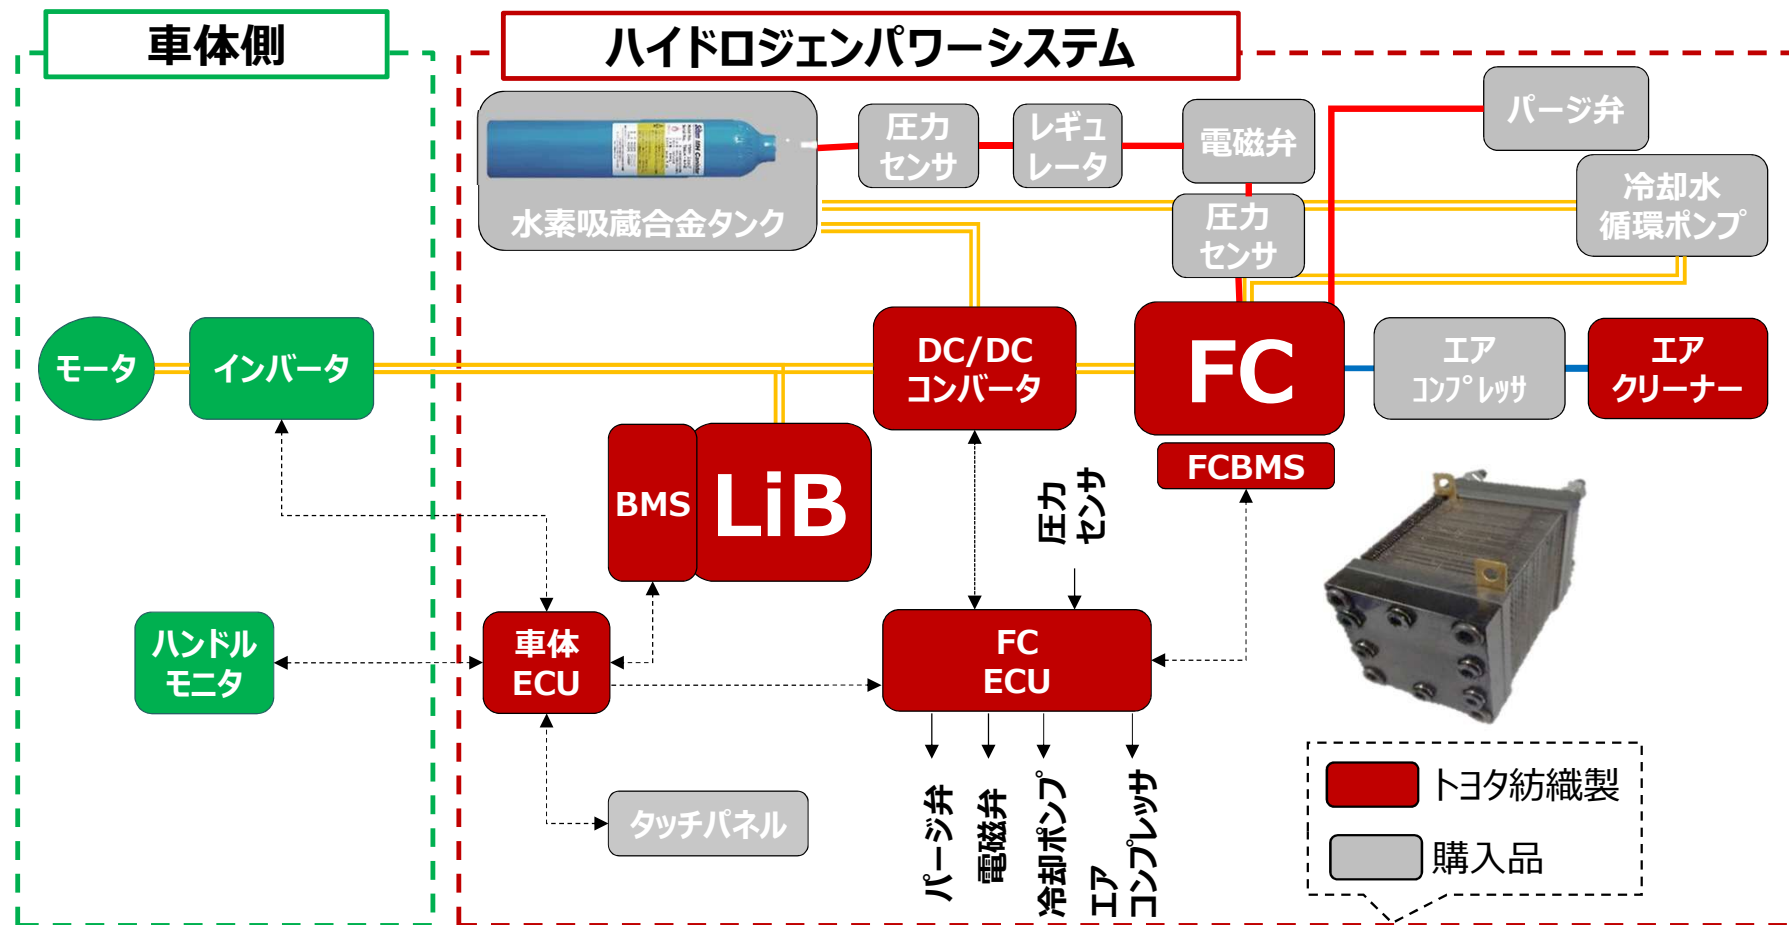 車体側
ハイドロジェンパワーシステム
水素吸蔵合金タンク
圧力
センサ
レギュ
レータ
電磁弁
パージ弁
冷却水
循環ポンプ
圧力
センサ
モータ
インバータ
DC/DC
コンバータ
FC
エア
コンプレッサ
エア
クリーナー
BMS
LiB
FCBMS
圧力
センサ
ハンドル
モニタ
車体
ECU
FC
ECU
タッチパネル
パージ弁
電磁弁
冷却ポンプ
エア
コンプレッサ
トヨタ紡織製
購入品